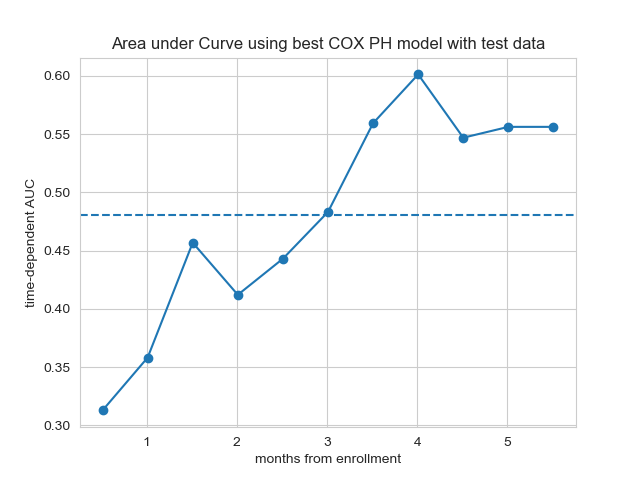 Area under Curve using best COX PH model with test data
time-dependent AUC
0.60
0.55
0.50
0.45
0.40
0.35
0.30
1 2 3 4 5
months from enrollment